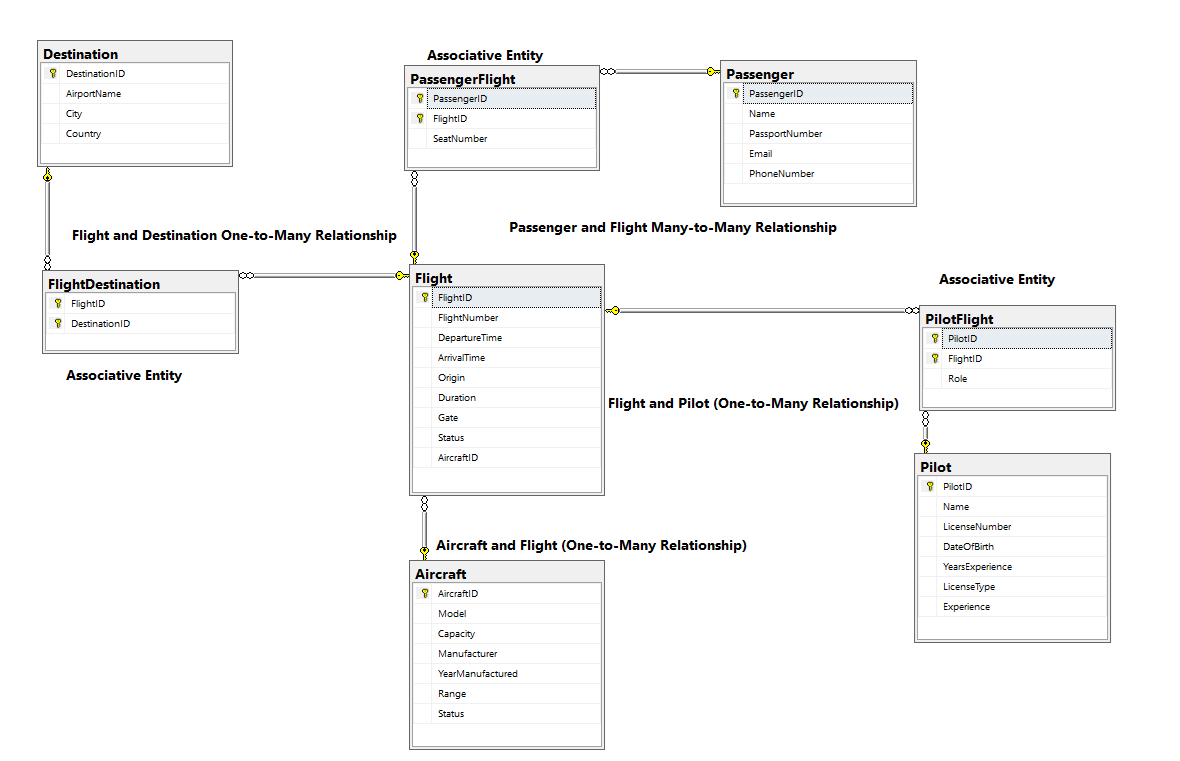 Destination
DestinationID
AirportName
City
Country
Associative Entity
PassengerFlight
PassengerID
FlightID
SeatNumber
Passenger
PassengerID
Name
PassportNumber
Email
PhoneNumber
Flight and Destination One-to-Many Relationship
Passenger and Flight Many-to-Many Relationship
FlightDestination
FlightID
DestinationID
Associative Entity
Flight
FlightID
FlightNumber
DepartureTime
ArrivalTime
Origin
Duration
Gate
Status
AircraftID
Associative Entity
PilotFlight
PilotID
FlightID
Role
Flight and Pilot (One-to-Many Relationship)
Pilot
PilotID
Name
LicenseNumber
DateOfBirth
YearsExperience
LicenseType
Experience
Aircraft and Flight (One-to-Many Relationship)
Aircraft
AircraftID
Model
Capacity
Manufacturer
YearManufactured
Range
Status